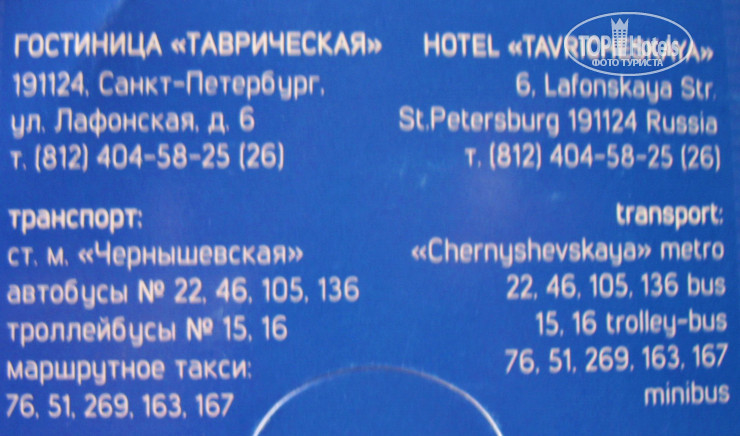 ГОСТИНИЦА «ТАВРИЧЕСКАЯ»
191124, Санкт-Петербург,
ул. Лафонская, д. 6
т. (812) 404-58-25 (26)
транспорт:
ст. м. «Чернышевская»
автобусы № 22, 46, 105, 136
троллейбусы № 15, 16
маршрутное такси:
76, 51, 269, 163, 167
HOTEL
6, Lafonskaya Str.
St.Petersburg 191124 Russia
т. (812) 404-58-25 (26)
transport:
«Chernyshevskaya» metro
22, 46, 105, 136 bus
15, 16 trolley-bus
76, 51, 269, 163, 167
minibus
TOP Hotels
ФОТО ТУРИСТА